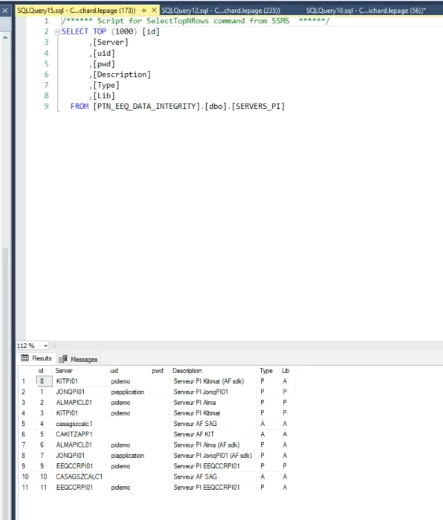 SQLQuery15.sql - C...chard.lepage (173)) SQLQuery12.sql - C...chard.lepage (235)) SQLQuery10.sql - C...ichard.lepage (56))*
1 /****** Script for SelectTopNRows command from SSMS ******/
2 SELECT TOP (1000) [id]
3 ,[Server]
4 ,[uid]
5 ,[pwd]
6 ,[Description]
7 ,[Type]
8 ,[Lib]
9 FROM [PTN_EEQ_DATA_INTEGRITY].[dbo].[SERVERS_PI]
112 %
Results Messages
id Server uid pwd Description Type Lib
1 8 KITPI01 pidemo Serveur PI Kitimat (AF sdk) P A
2 1 JONQPI01 piapplication Serveur PI JonqPI01 P P
3 2 ALMAPICL01 pidemo Serveur PI Alma P P
4 3 KITPI01 pidemo Serveur PI Kitimat P P
5 4 casagszcalc1 Serveur AF SAG A A
6 5 CAKITZAPP1 Serveur AF KIT A A
7 6 ALMAPICL01 pidemo Serveur PI Alma (AF sdk) P A
8 7 JONQPI01 piapplication Serveur PI JonqPI01 (AF sdk) P A
9 9 EEQCCRPI01 pidemo Serveur PI EEQCCRPI01 P P
10 10 CASAGSZCALC1 Serveur AF SAG A A
11 11 EEQCCRPI01 pidemo Serveur PI EEQCCRPI01 P A